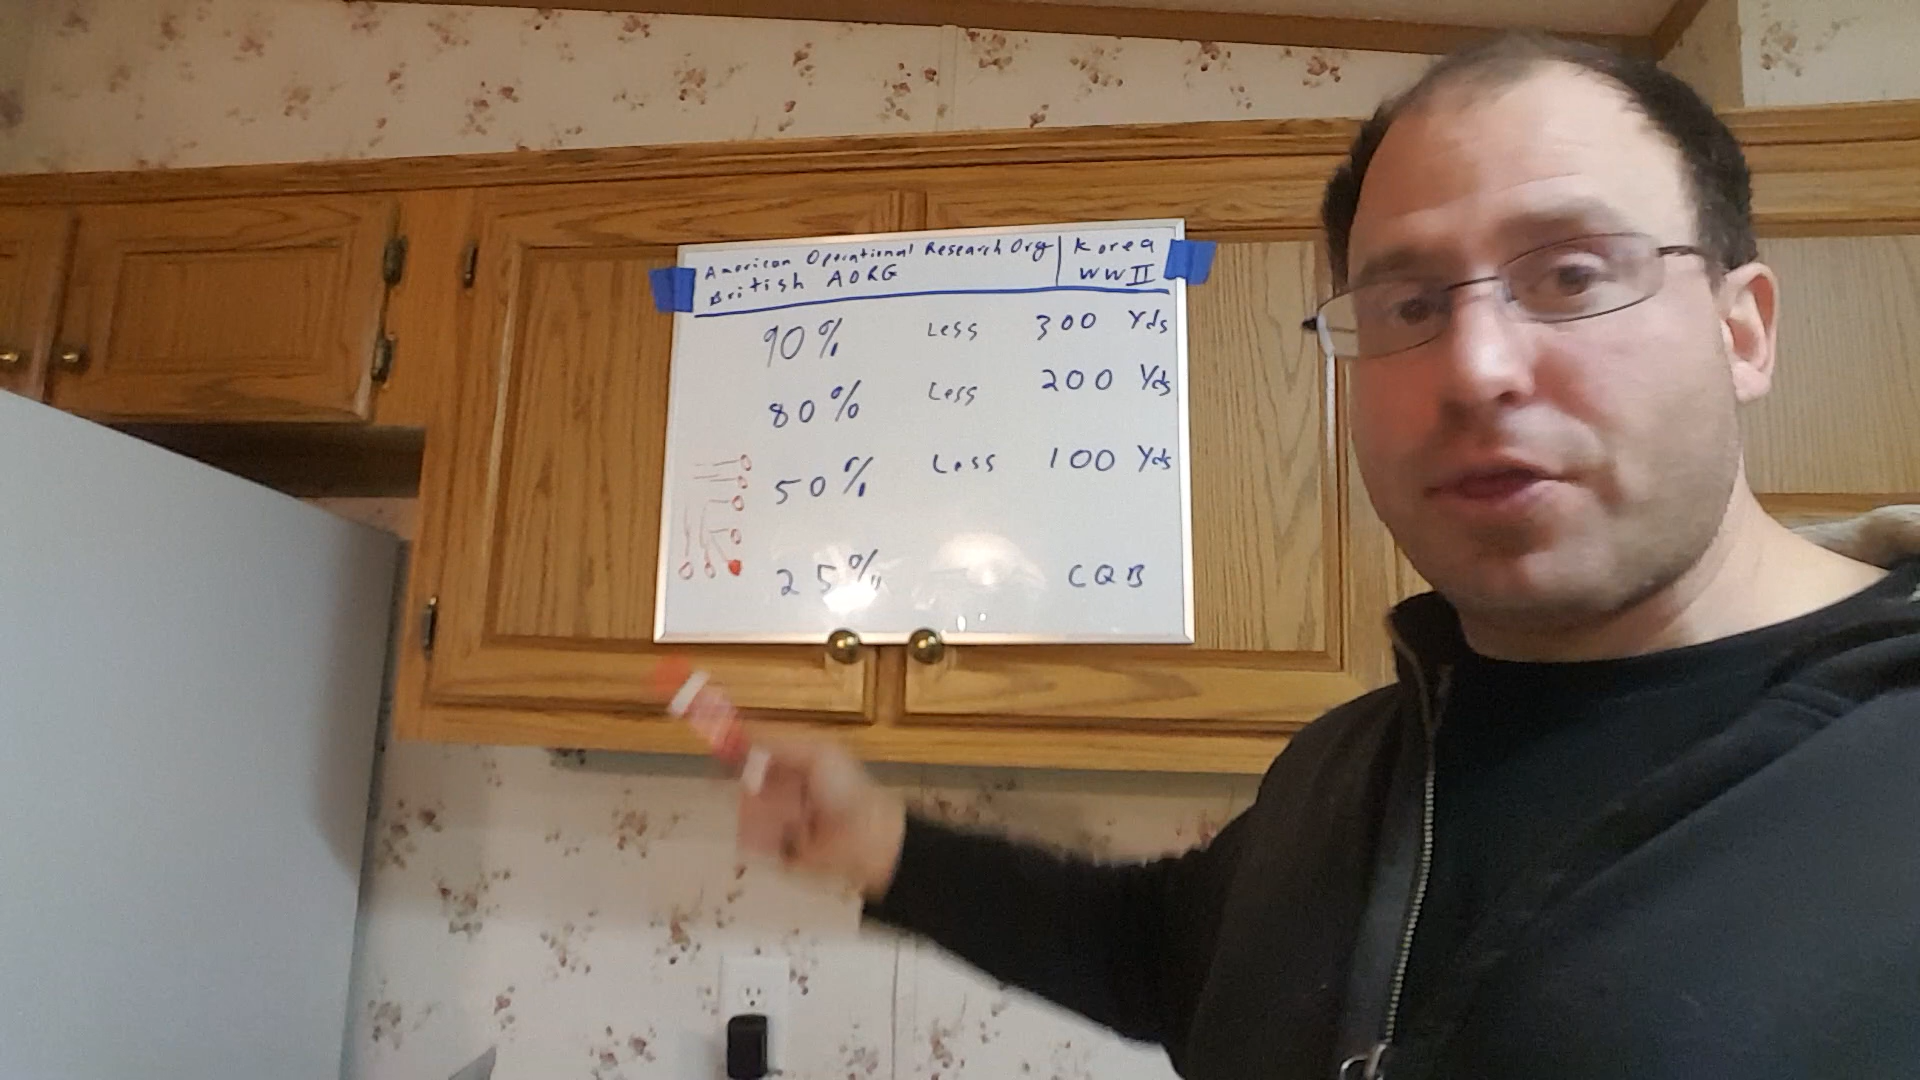 American Operational Research Org | Korea
British AORG | WWII
90% Less 300 Yds
80% Less 200 Yds
50% Less 100 Yds
25% CQB